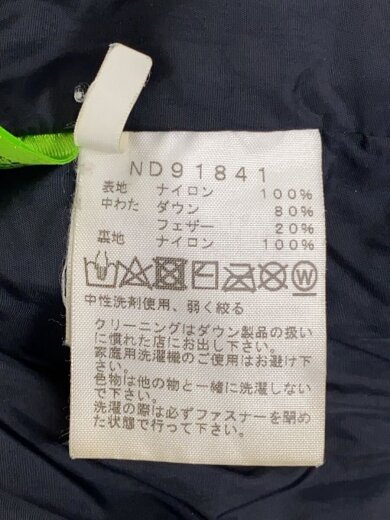 ND91841
表地 ナイロン 100%
中わた ダウン 80%
フェザー 20%
裏地 ナイロン 100%
W
中性洗剤使用、弱く絞る
クリーニングはダウン製品の扱い
に慣れた店にお出し下さい。
家庭用洗濯機のご使用はお避け下
さい。
色物は他の物と一緒に洗濯しない
で下さい。
洗濯の際は必ずファスナーを閉め
た状態で行って下さい。